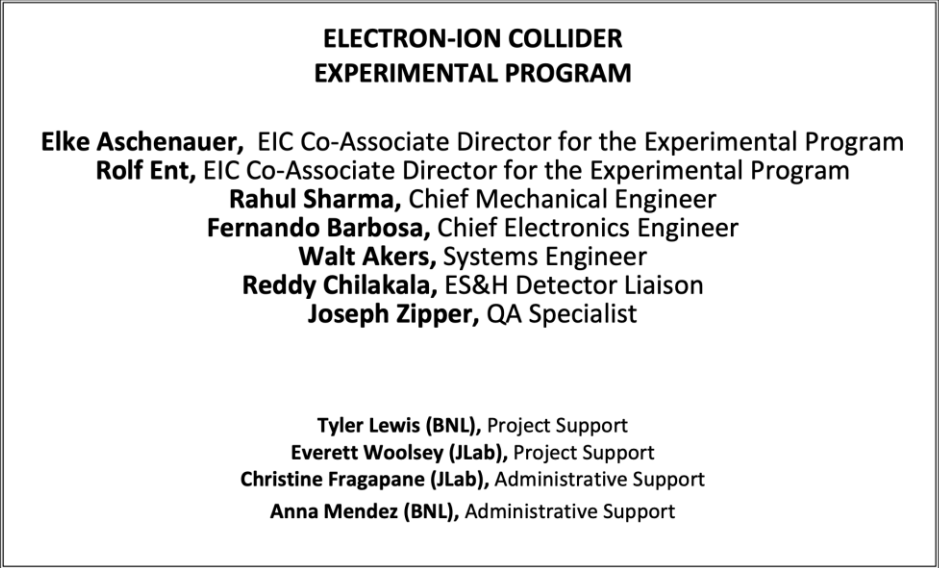 ELECTRON-ION COLLIDER
EXPERIMENTAL PROGRAM
Elke Aschenauer, EIC Co-Associate Director for the Experimental Program
Rolf Ent, EIC Co-Associate Director for the Experimental Program
Rahul Sharma, Chief Mechanical Engineer
Fernando Barbosa, Chief Electronics Engineer
Walt Akers, Systems Engineer
Reddy Chilakala, ES&H Detector Liaison
Joseph Zipper, QA Specialist
Tyler Lewis (BNL), Project Support
Everett Woolsey (JLab), Project Support
Christine Fragapane (JLab), Administrative Support
Anna Mendez (BNL), Administrative Support